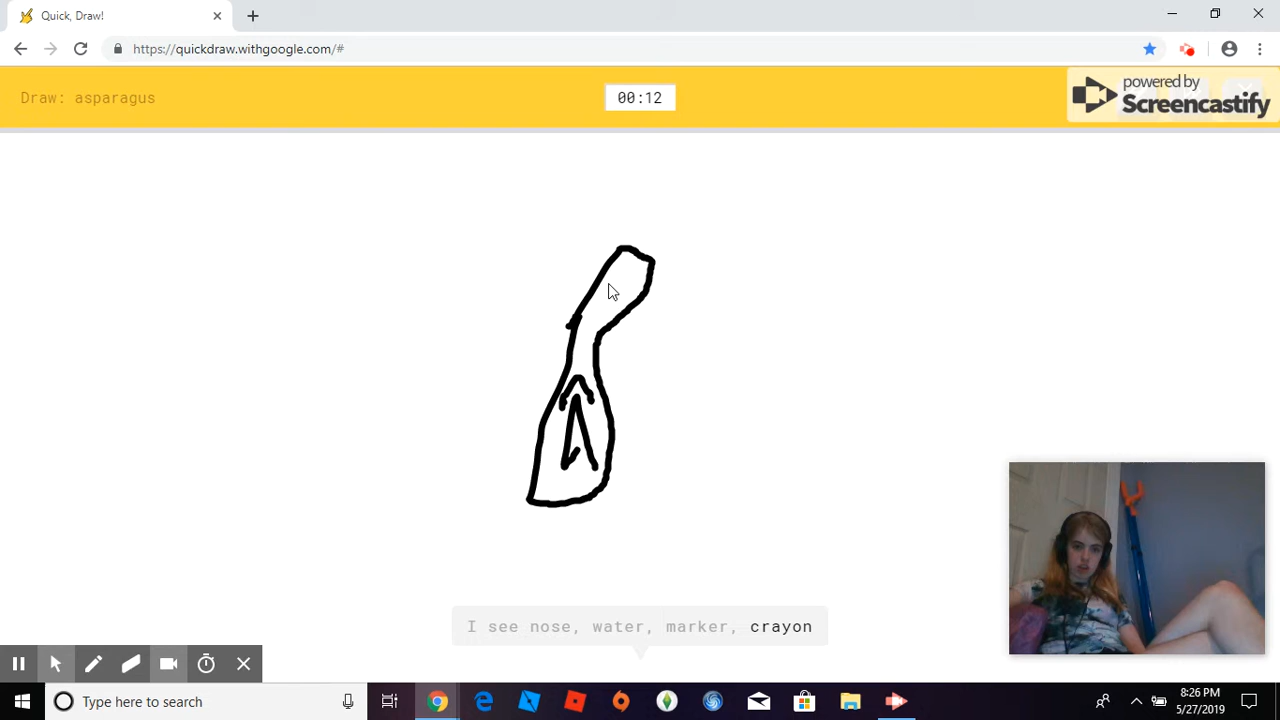 Quick, Draw!
https://quickdraw.withgoogle.com/#
Draw: asparagus
00:12
powered by
Screencastify
I see nose, water, marker, crayon
Type here to search
8:26 PM
5/27/2019